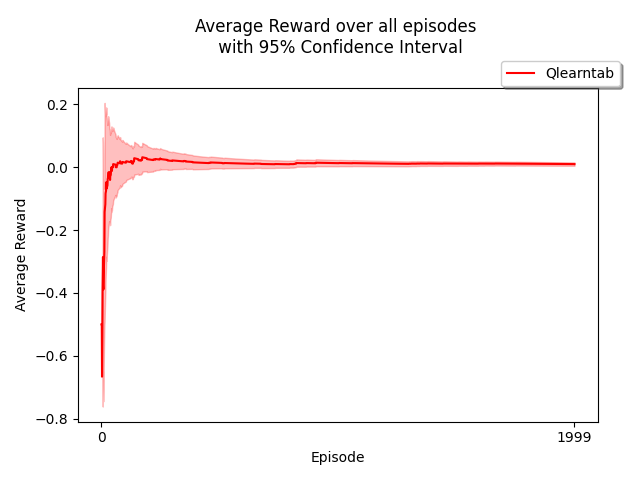 Average Reward over all episodes
with 95% Confidence Interval
Qlearntab
0.2
0.0
−0.2
−0.4
−0.6
−0.8
Average Reward
0
1999
Episode